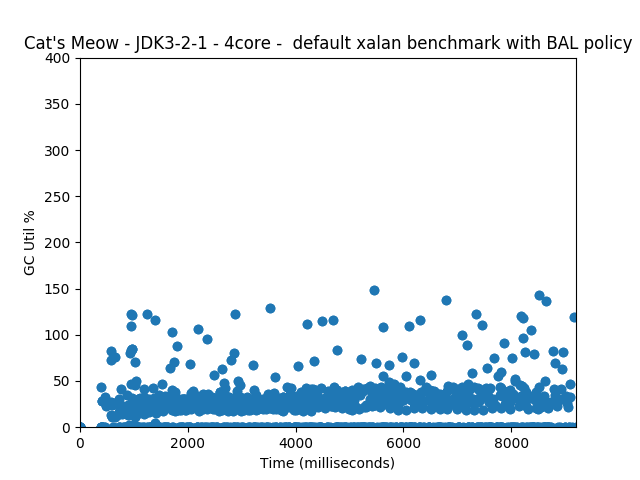 Cat's Meow - JDK3-2-1 - 4core -  default xalan benchmark with BAL policy
400
350
300
250
200
150
100
50
0
GC Util %
0 2000 4000 6000 8000
Time (milliseconds)